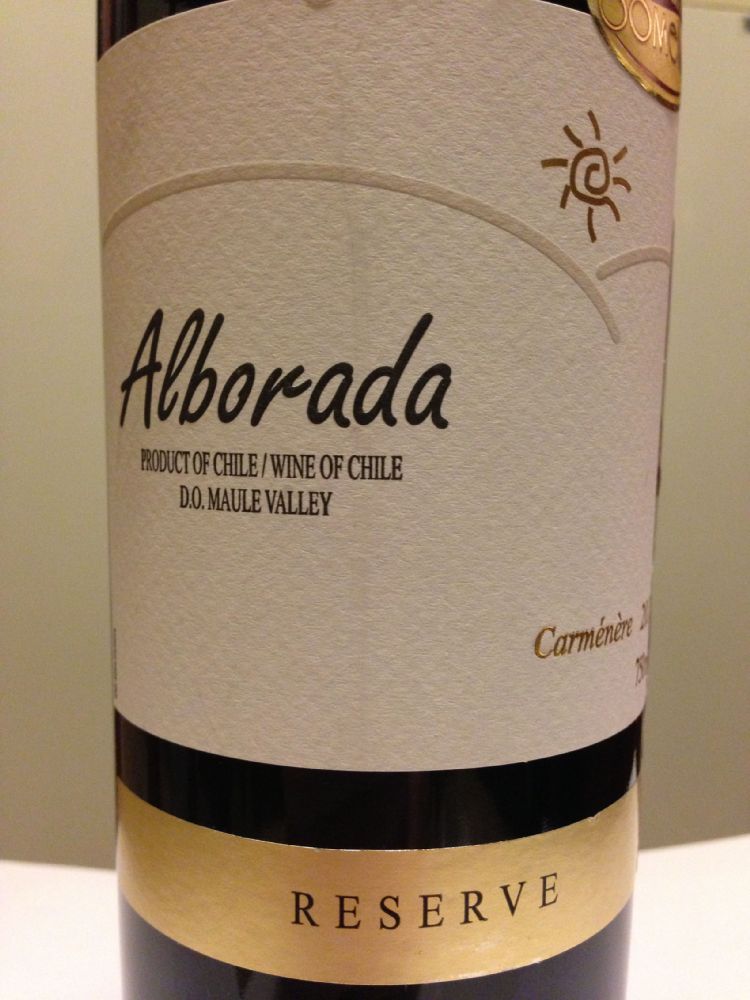 Alborada
PRODUCT OF CHILE / WINE OF CHILE
D.O. MAULE VALLEY
Carménère
RESERVE